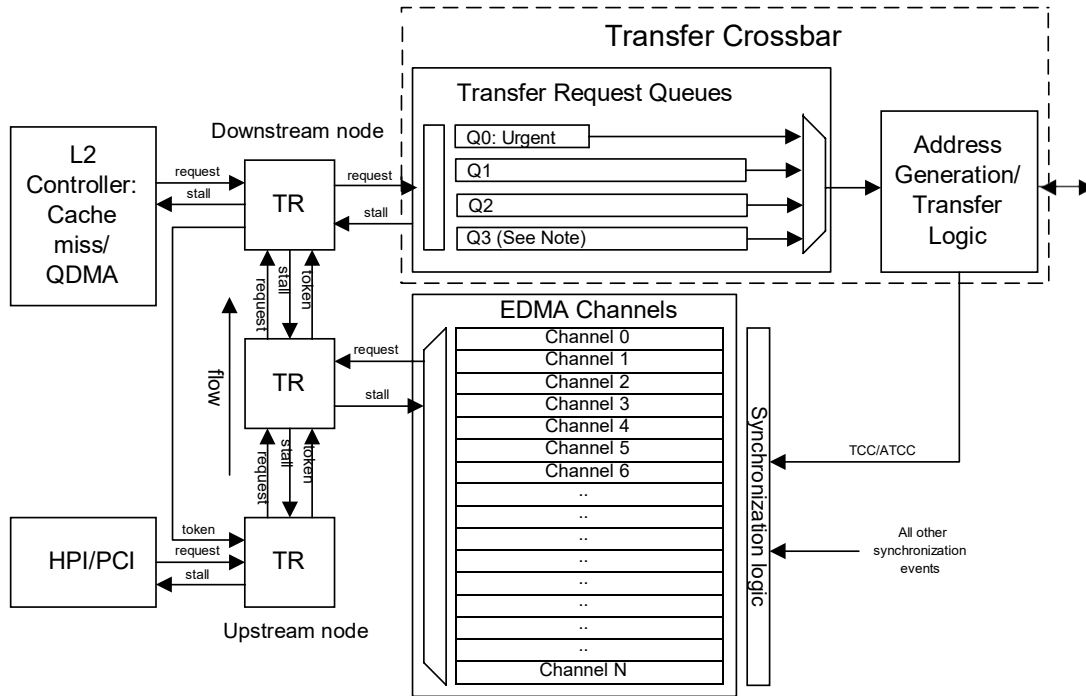 Transfer Crossbar
Transfer Request Queues
Q0: Urgent
Q1
Q2
Q3 (See Note)
Address
Generation/
Transfer
Logic
L2
Controller:
Cache
miss/
QDMA
request
stall
Downstream node
TR
request
stall
request
stall
token
flow
TR
request
stall
request
stall
token
HPI/PCI
token
request
stall
TR
Upstream node
EDMA Channels
Channel 0
Channel 1
Channel 2
Channel 3
Channel 4
Channel 5
Channel 6
..
..
..
..
..
..
..
..
Channel N
Synchronization logic
TCC/ATCC
All other
synchronization
events